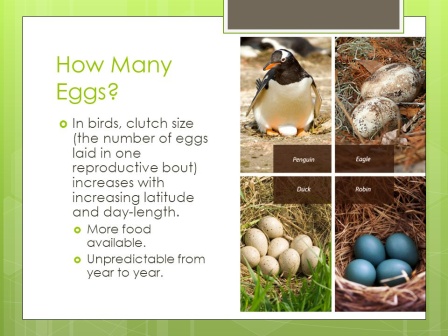 How Many
Eggs?
In birds, clutch size
(the number of eggs
laid in one
reproductive bout)
increases with
increasing latitude
and day-length.
More food
available.
Unpredictable from
year to year.
Penguin
Eagle
Duck
Robin